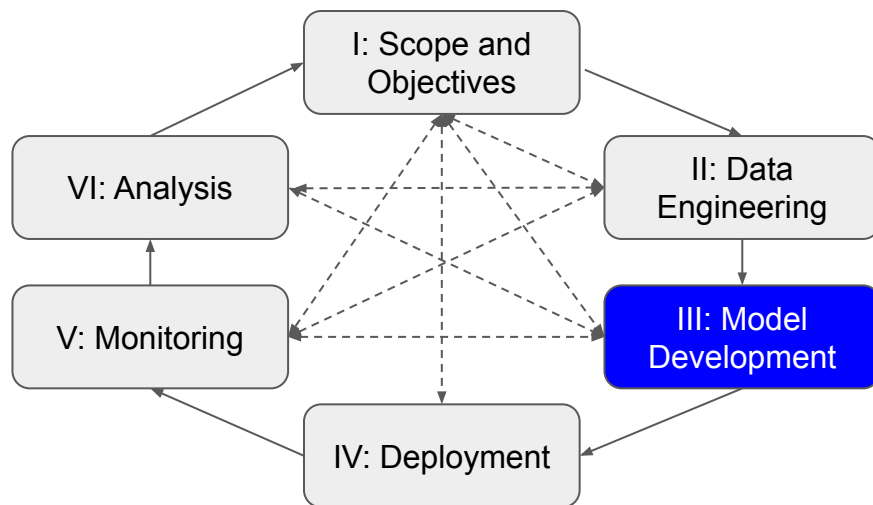 I: Scope and
Objectives
II: Data
Engineering
III: Model
Development
IV: Deployment
V: Monitoring
VI: Analysis